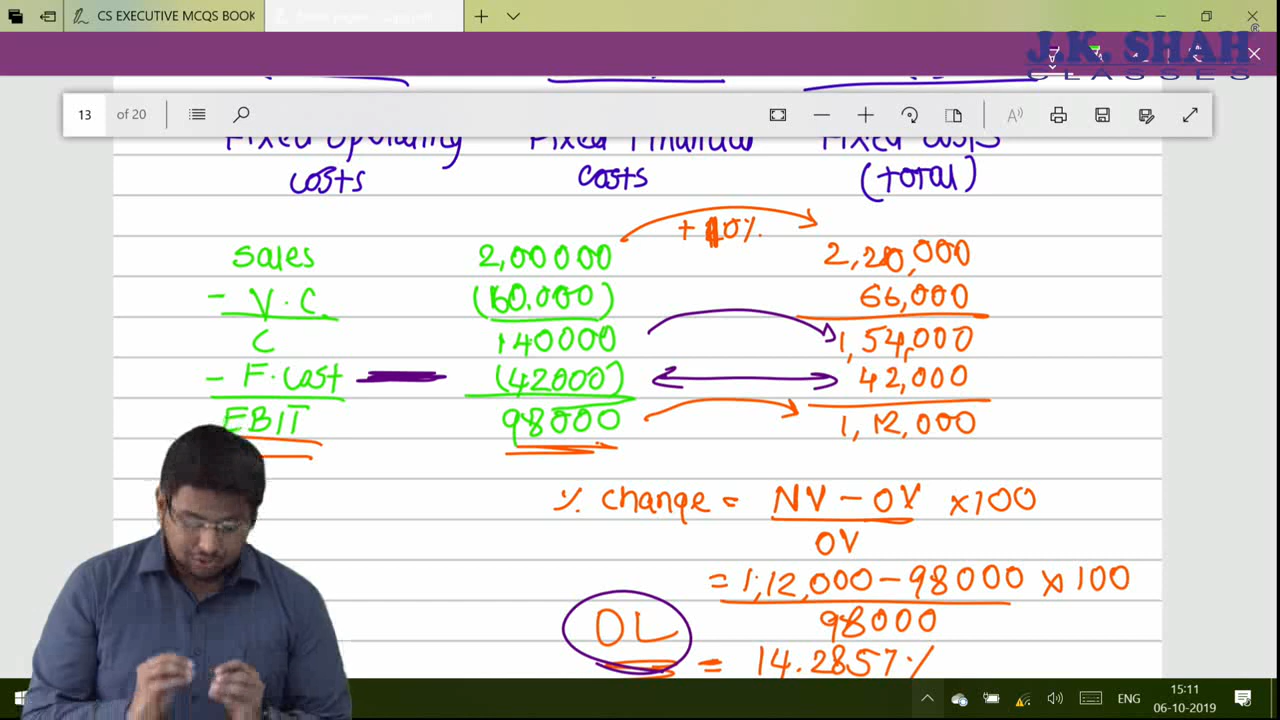 CS EXECUTIVE MCQS BOOK
J.K. SHAH®
CLASSES
13 of 20
Fixed Operating Fixed Financial Fixed Costs
costs costs (total)
+ 10%.
sales 2,00000 2,20,000
- V.C (60.000) 66,000
C 140000 1,54,000
- F.cost (42000) 42,000
EBIT 98000 1,12,000
% change = NV - OV x100
OV
= 1,12,000 - 98000 x 100
98000
OL = 14.2857%
ENG 15:11
06-10-2019